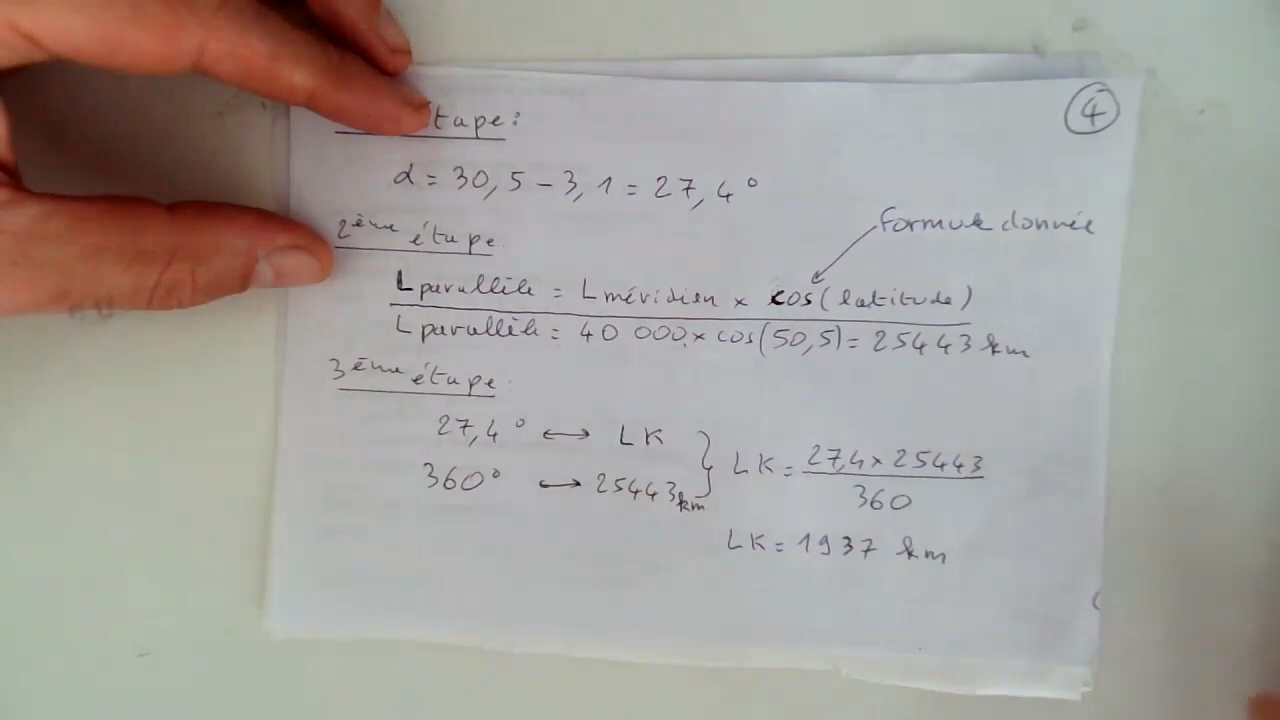 ④
tape:
α = 30,5 - 3,1 = 27,4°
2ème étape.
formule donnée
L parallèle = L méridien × cos(latitude)
L parallèle = 40 000 × cos(50,5) = 25443 km
3ème étape:
27,4° ↔ LK
360° ↔ 25443 km
LK = 27,4 × 25443
360
LK = 1937 km